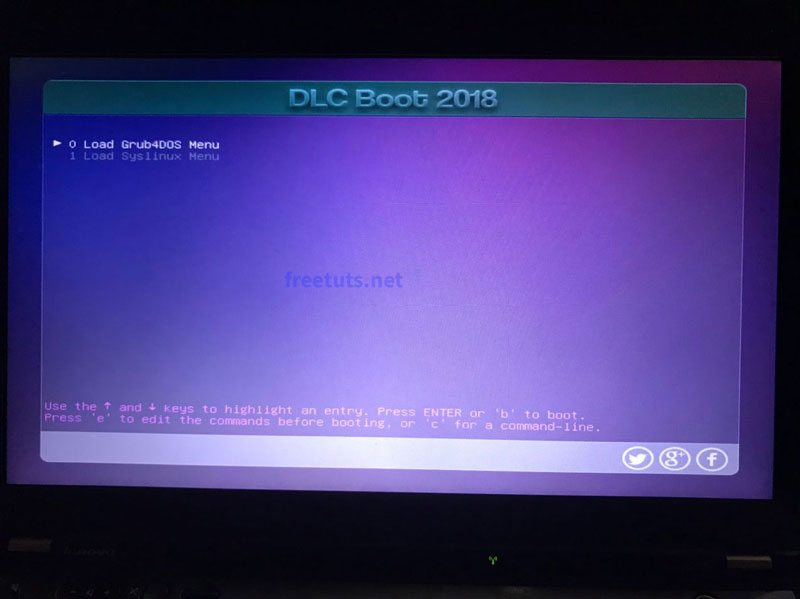 DLC Boot 2018
► 0 Load Grub4DOS Menu
1 Load Syslinux Menu
freetuts.net
Use the ↑ and ↓ keys to highlight an entry. Press ENTER or 'b' to boot.
Press 'e' to edit the commands before booting, or 'c' for a command-line.
g+ f
lenovo